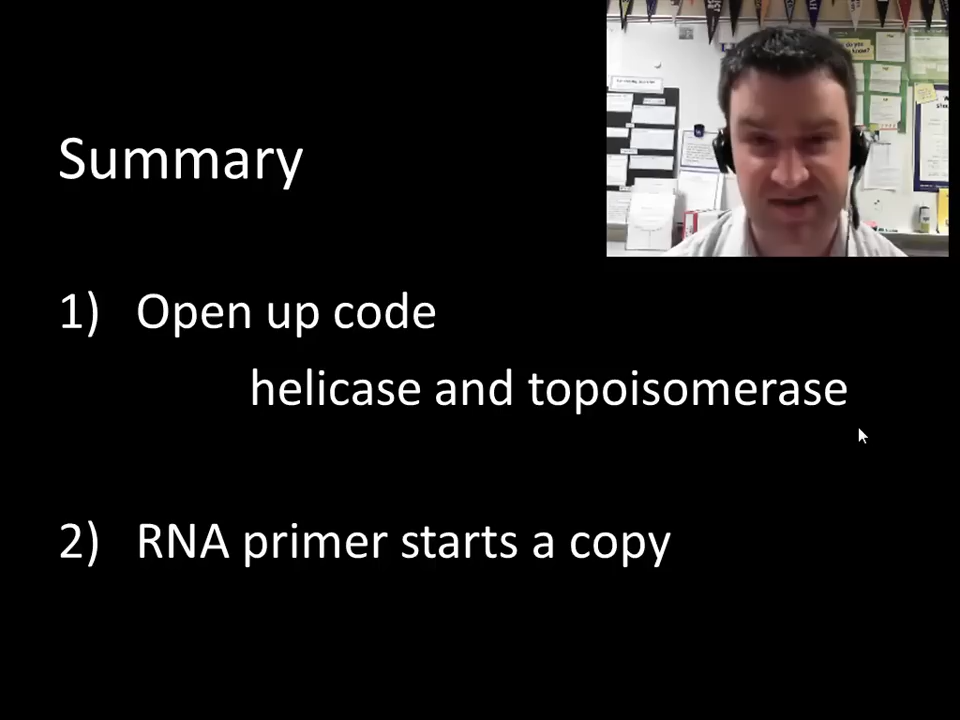 Summary
1) Open up code
helicase and topoisomerase
2) RNA primer starts a copy